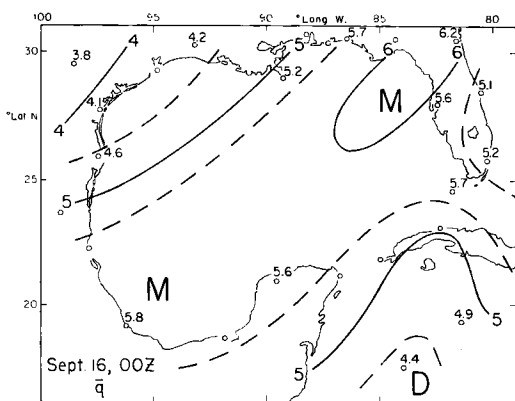 100 95 90 °Long W. 85 80
30 3.8 4 4.2 5 5.7 6 6.2 6
°Lat N 4.1 5.2 M 5.6 5.1
4 4.6 5.2
25 5 5.7
M 5.6
20 5.8 4.9 5
Sept. 16, 00Z 5 4.4
q̄ D